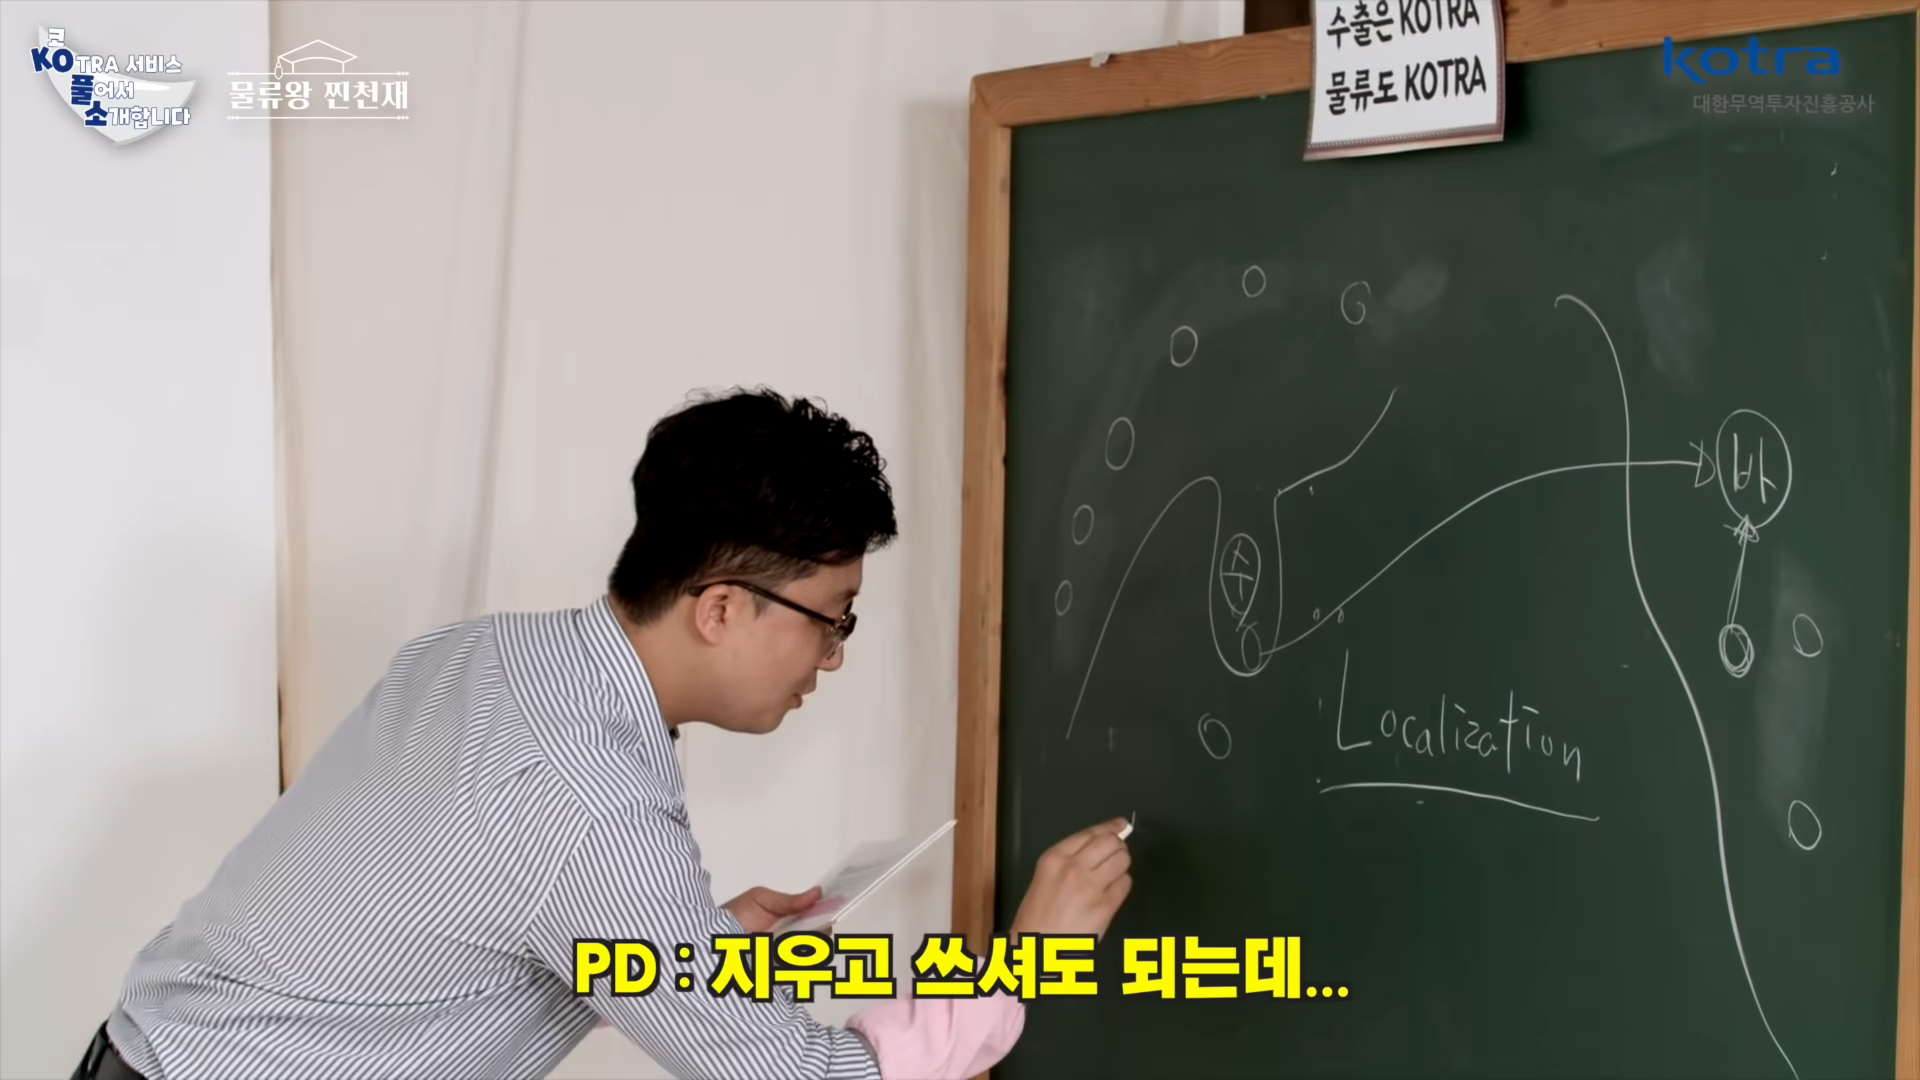 코
KOTRA 서비스
풀어서
소개합니다
물류왕 찐천재
수출은 KOTRA
물류도 KOTRA
kotra
대한무역투자진흥공사
바
수
Localization
PD : 지우고 쓰셔도 되는데...